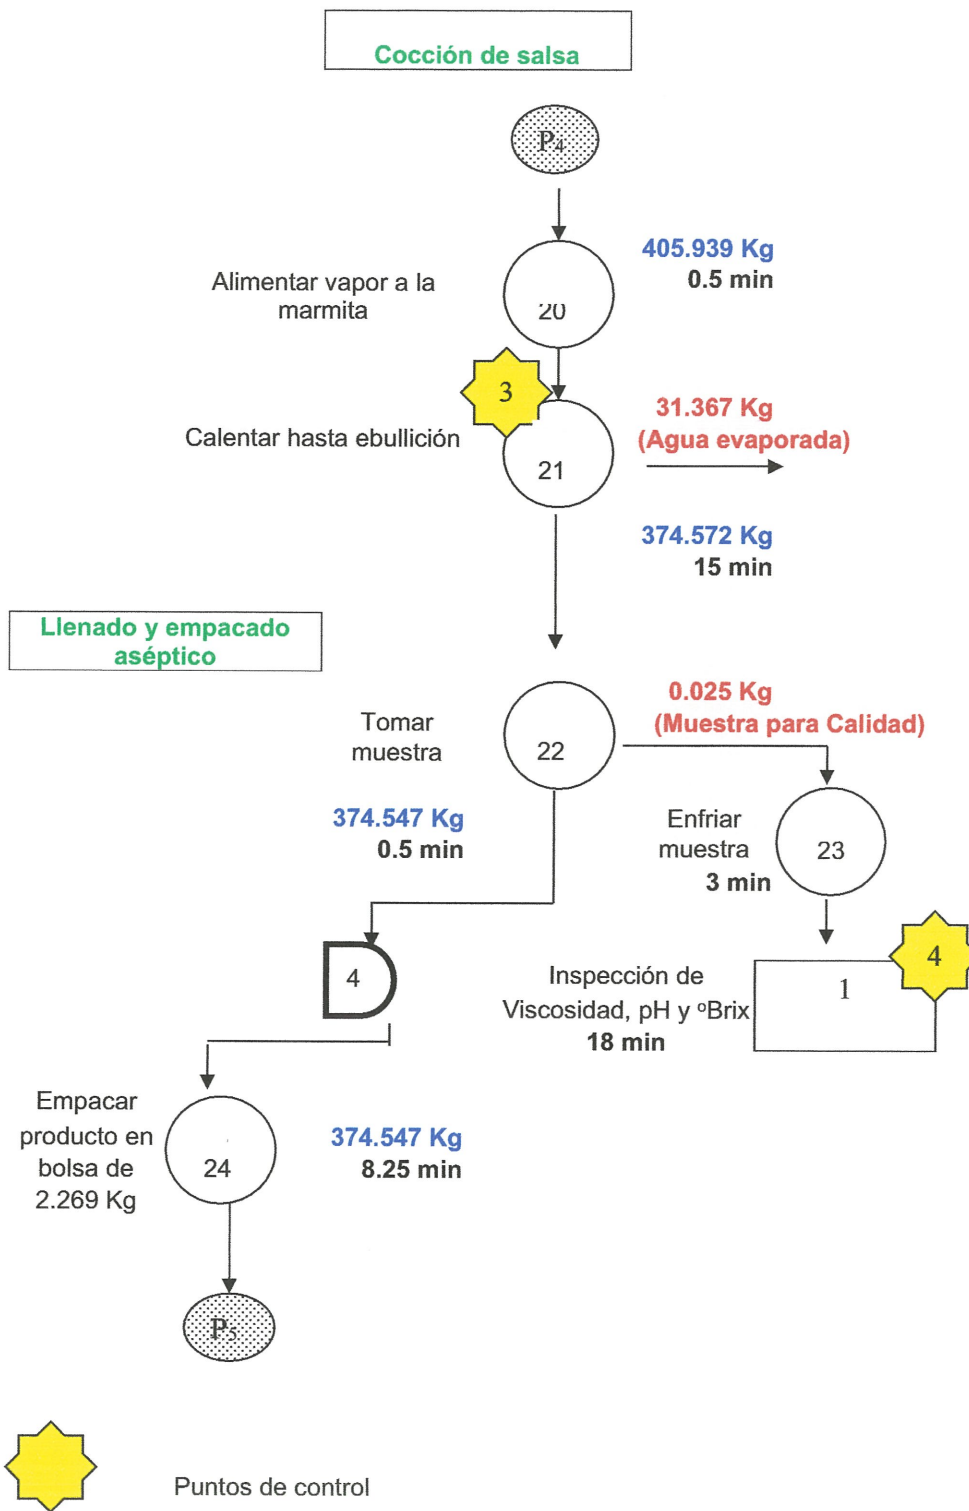 Cocción de salsa
P4
405.939 Kg
0.5 min
Alimentar vapor a la
marmita
20
3
31.367 Kg
(Agua evaporada)
Calentar hasta ebullición
21
374.572 Kg
15 min
Llenado y empacado
aséptico
0.025 Kg
(Muestra para Calidad)
Tomar
muestra
22
374.547 Kg
0.5 min
Enfriar
muestra
3 min
23
4
4
1
Inspección de
Viscosidad, pH y ºBrix
18 min
Empacar
producto en
bolsa de
2.269 Kg
24
374.547 Kg
8.25 min
P5
Puntos de control